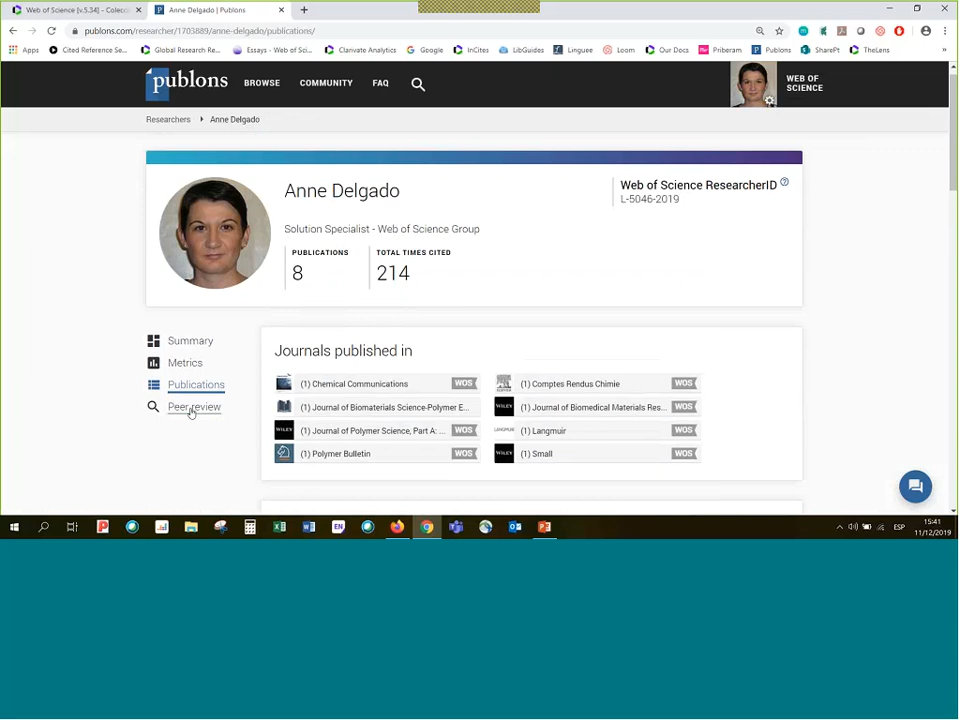 Web of Science [v.5.34] - Colecc
Anne Delgado | Publons
publons.com/researcher/1703889/anne-delgado/publications/
Apps
Cited Reference Se...
Global Research Re...
Essays - Web of Sci...
Clarivate Analytics
Google
InCites
LibGuides
Linguee
Loom
Our Docs
Priberam
Publons
SharePt
TheLens
publons
BROWSE
COMMUNITY
FAQ
WEB OF
SCIENCE
Researchers
Anne Delgado
Anne Delgado
Solution Specialist - Web of Science Group
PUBLICATIONS
8
TOTAL TIMES CITED
214
Web of Science ResearcherID
L-5046-2019
Summary
Metrics
Publications
Peer review
Journals published in
(1) Chemical Communications WOS
(1) Comptes Rendus Chimie WOS
(1) Journal of Biomaterials Science-Polymer E... WOS
(1) Journal of Biomedical Materials Res... WOS
(1) Journal of Polymer Science, Part A: ... WOS
(1) Langmuir WOS
(1) Polymer Bulletin WOS
(1) Small WOS
EN
ESP
15:41
11/12/2019